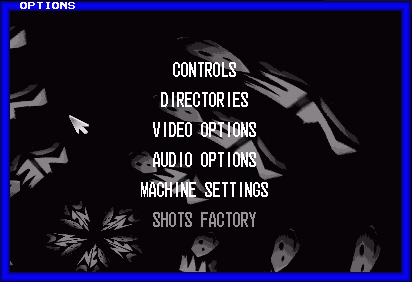 OPTIONS
CONTROLS
DIRECTORIES
VIDEO OPTIONS
AUDIO OPTIONS
MACHINE SETTINGS
SHOTS FACTORY